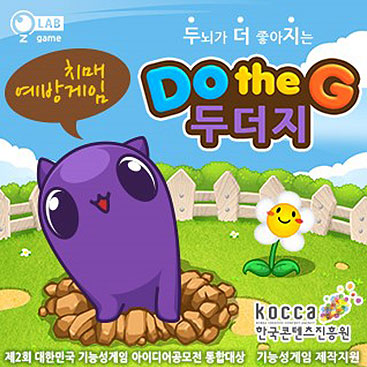 LAB
game
두뇌가 더 좋아지는
치매
예방게임
DO the G
두더지
kocca
한국콘텐츠진흥원
제2회 대한민국 기능성게임 아이디어공모전 통합대상 기능성게임 제작지원